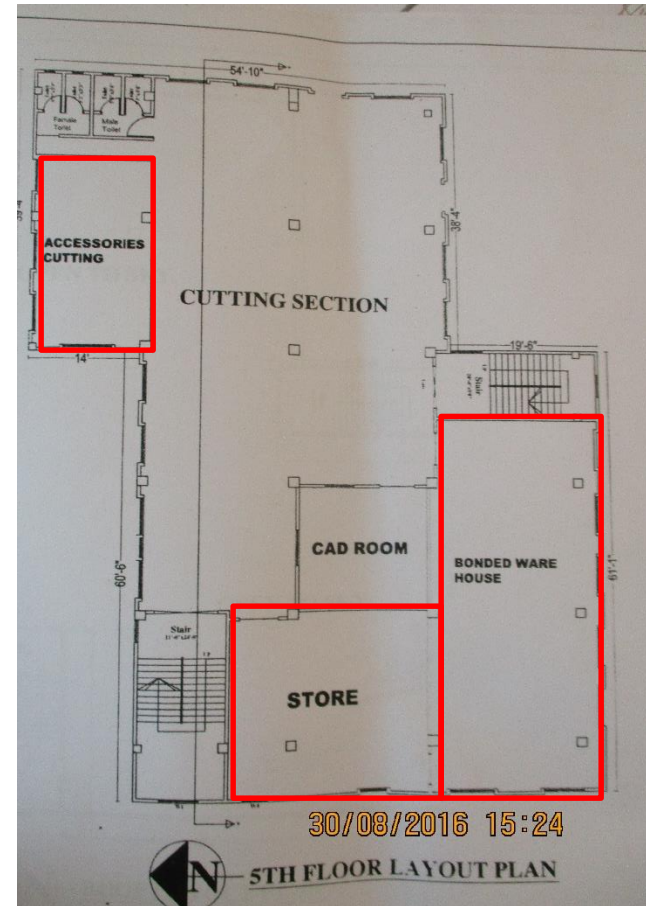 54'-10"
Female
Toilet
Male
Toilet
38'-4"
ACCESSORIES
CUTTING
CUTTING SECTION
14'
19'-6"
Stair
CAD ROOM
BONDED WARE
HOUSE
60'-6"
61'-1"
Stair
STORE
30/08/2016 15:24
N
5TH FLOOR LAYOUT PLAN